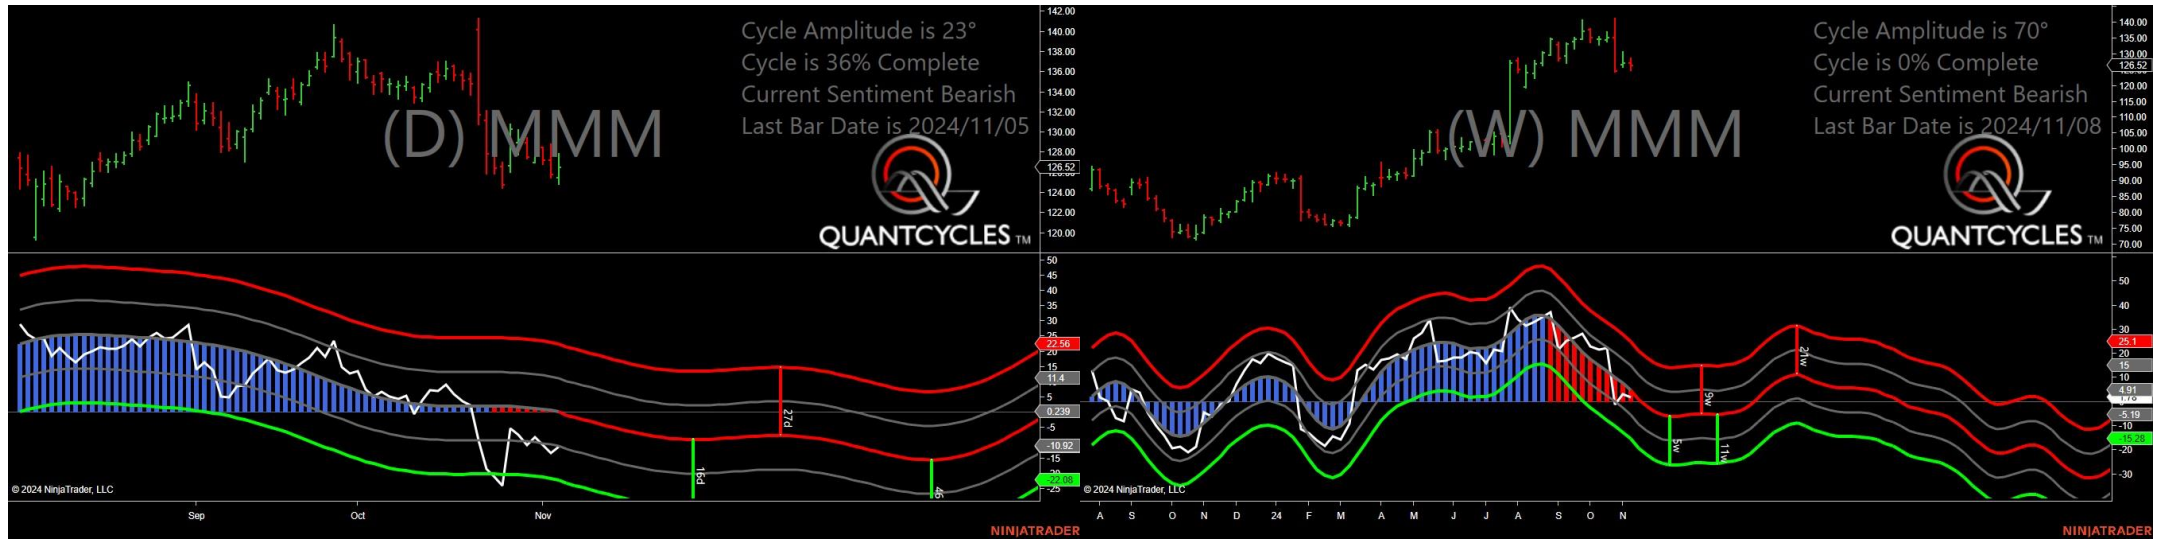 Cycle Amplitude is 23°
Cycle is 36% Complete
Current Sentiment Bearish
Last Bar Date is 2024/11/05
(D) MMM
QUANTCYCLES TM
142.00
140.00
138.00
136.00
134.00
132.00
130.00
128.00
126.52
124.00
122.00
120.00
50
45
40
35
30
25
22.56
20
15
11.4
5
0.239
-5
-10.92
-15
-22.08
-25
27d
16d
46
© 2024 NinjaTrader, LLC
Sep
Oct
Nov
NINJATRADER
Cycle Amplitude is 70°
Cycle is 0% Complete
Current Sentiment Bearish
Last Bar Date is 2024/11/08
(W) MMM
QUANTCYCLES TM
140.00
135.00
130.00
126.52
120.00
115.00
110.00
105.00
100.00
95.00
90.00
85.00
80.00
75.00
70.00
50
40
30
25.1
20
15
10
4.91
-5.19
-10
-15.28
-20
-30
21w
9w
5w
11w
© 2024 NinjaTrader, LLC
A S O N D 24 F M A M J J A S O N
NINJATRADER